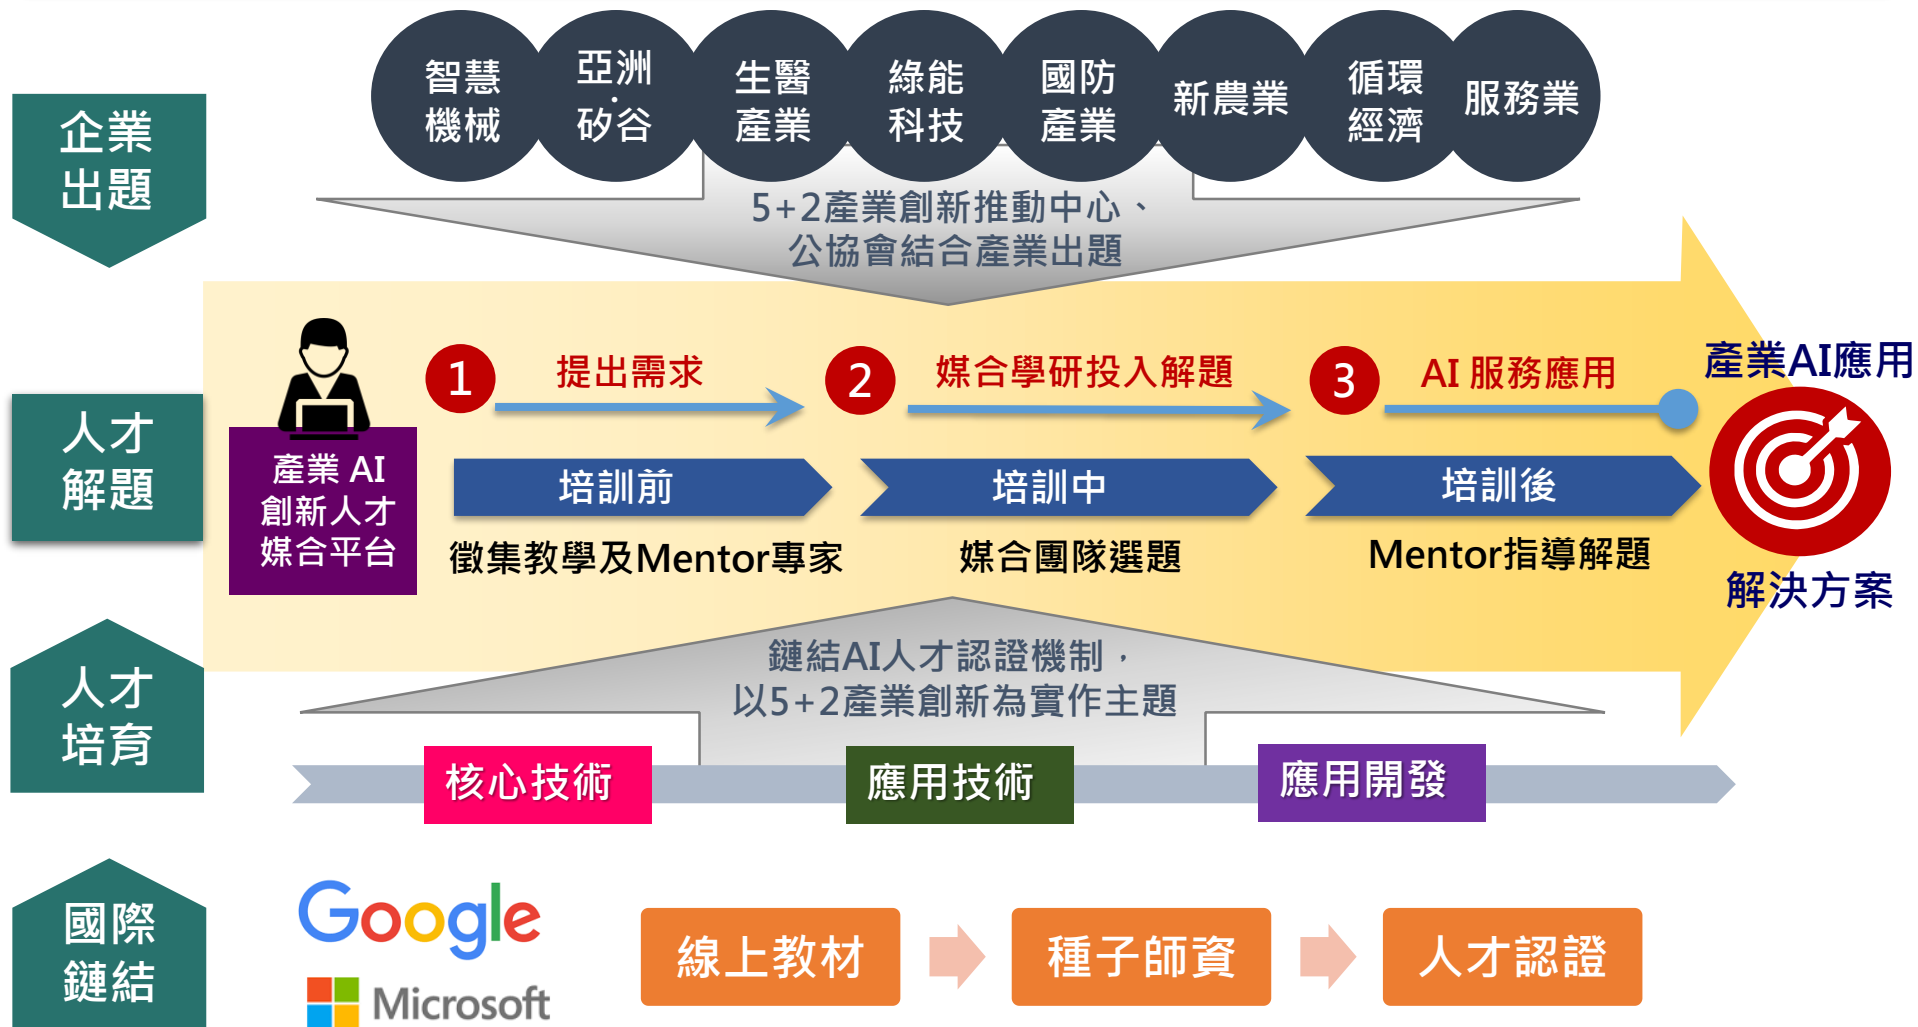 智慧
機械
亞洲
·
矽谷
生醫
產業
綠能
科技
國防
產業
新農業
循環
經濟
服務業
企業
出題
5+2產業創新推動中心、
公協會結合產業出題
人才
解題
產業 AI
創新人才
媒合平台
1
提出需求
2
媒合學研投入解題
3
AI 服務應用
產業AI應用
培訓前
培訓中
培訓後
徵集教學及Mentor專家
媒合團隊選題
Mentor指導解題
解決方案
人才
培育
鏈結AI人才認證機制，
以5+2產業創新為實作主題
核心技術
應用技術
應用開發
國際
鏈結
Google
Microsoft
線上教材
種子師資
人才認證